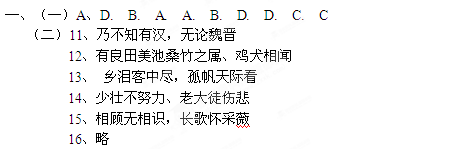 一、（一）A、D. B. A. A. B. D. D. C. C
（二）11、乃不知有汉，无论魏晋
12、有良田美池桑竹之属、鸡犬相闻
13、 乡泪客中尽，孤帆天际看
14、少壮不努力、老大徒伤悲
15、相顾无相识，长歌怀采薇
16、略